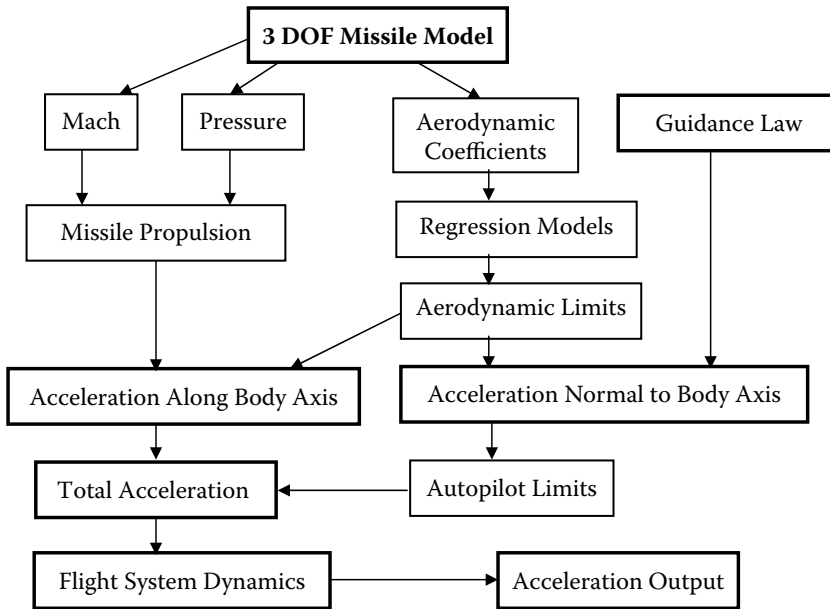 3 DOF Missile Model
Mach
Pressure
Aerodynamic
Coefficients
Guidance Law
Missile Propulsion
Regression Models
Aerodynamic Limits
Acceleration Along Body Axis
Acceleration Normal to Body Axis
Total Acceleration
Autopilot Limits
Flight System Dynamics
Acceleration Output